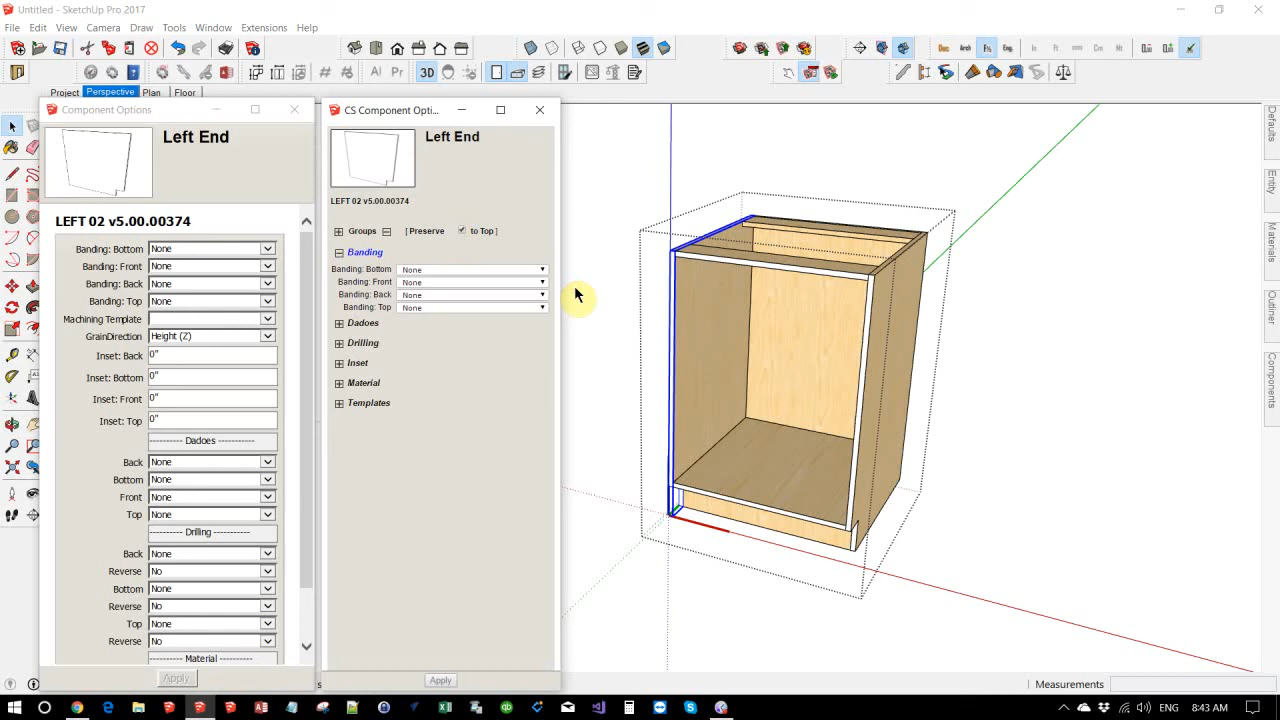 Untitled - SketchUp Pro 2017
File Edit View Camera Draw Tools Window Extensions Help
AI Pr 3D Arch Eng
Perspective Plan Floor
Component Options
Left End
LEFT 02 v5.00.00374
Banding: Bottom None
Banding: Front None
Banding: Back None
Banding: Top None
Machining Template
GrainDirection Height (Z)
Inset: Back 0"
Inset: Bottom 0"
Inset: Front 0"
Inset: Top 0"
---------- Dadoes ----------
Back None
Bottom None
Front None
Top None
---------- Drilling ----------
Back None
Reverse No
Bottom None
Reverse No
Top None
Reverse No
---------- Material ----------
Apply
CS Component Opti...
Left End
LEFT 02 v5.00.00374
Groups [ Preserve to Top ]
Banding
Banding: Bottom None
Banding: Front None
Banding: Back None
Banding: Top None
Dadoes
Drilling
Inset
Material
Templates
Apply
Defaults
Entity
Materials
Outliner
Components
Measurements
ENG 8:43 AM